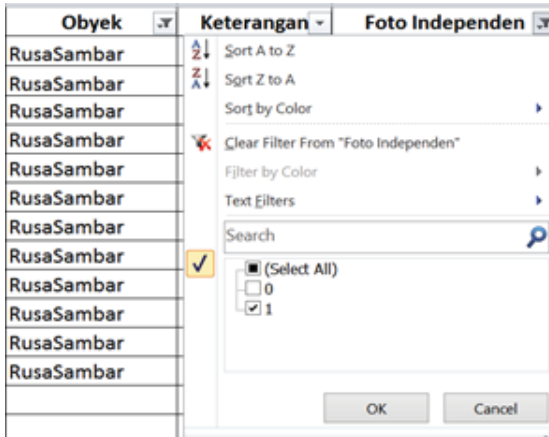 Obyek Keterangan Foto Independen
RusaSambar
RusaSambar
RusaSambar
RusaSambar
RusaSambar
RusaSambar
RusaSambar
RusaSambar
RusaSambar
RusaSambar
RusaSambar
RusaSambar
Sort A to Z
Sort Z to A
Sort by Color
Clear Filter From "Foto Independen"
Filter by Color
Text Filters
Search
(Select All)
0
1
OK Cancel